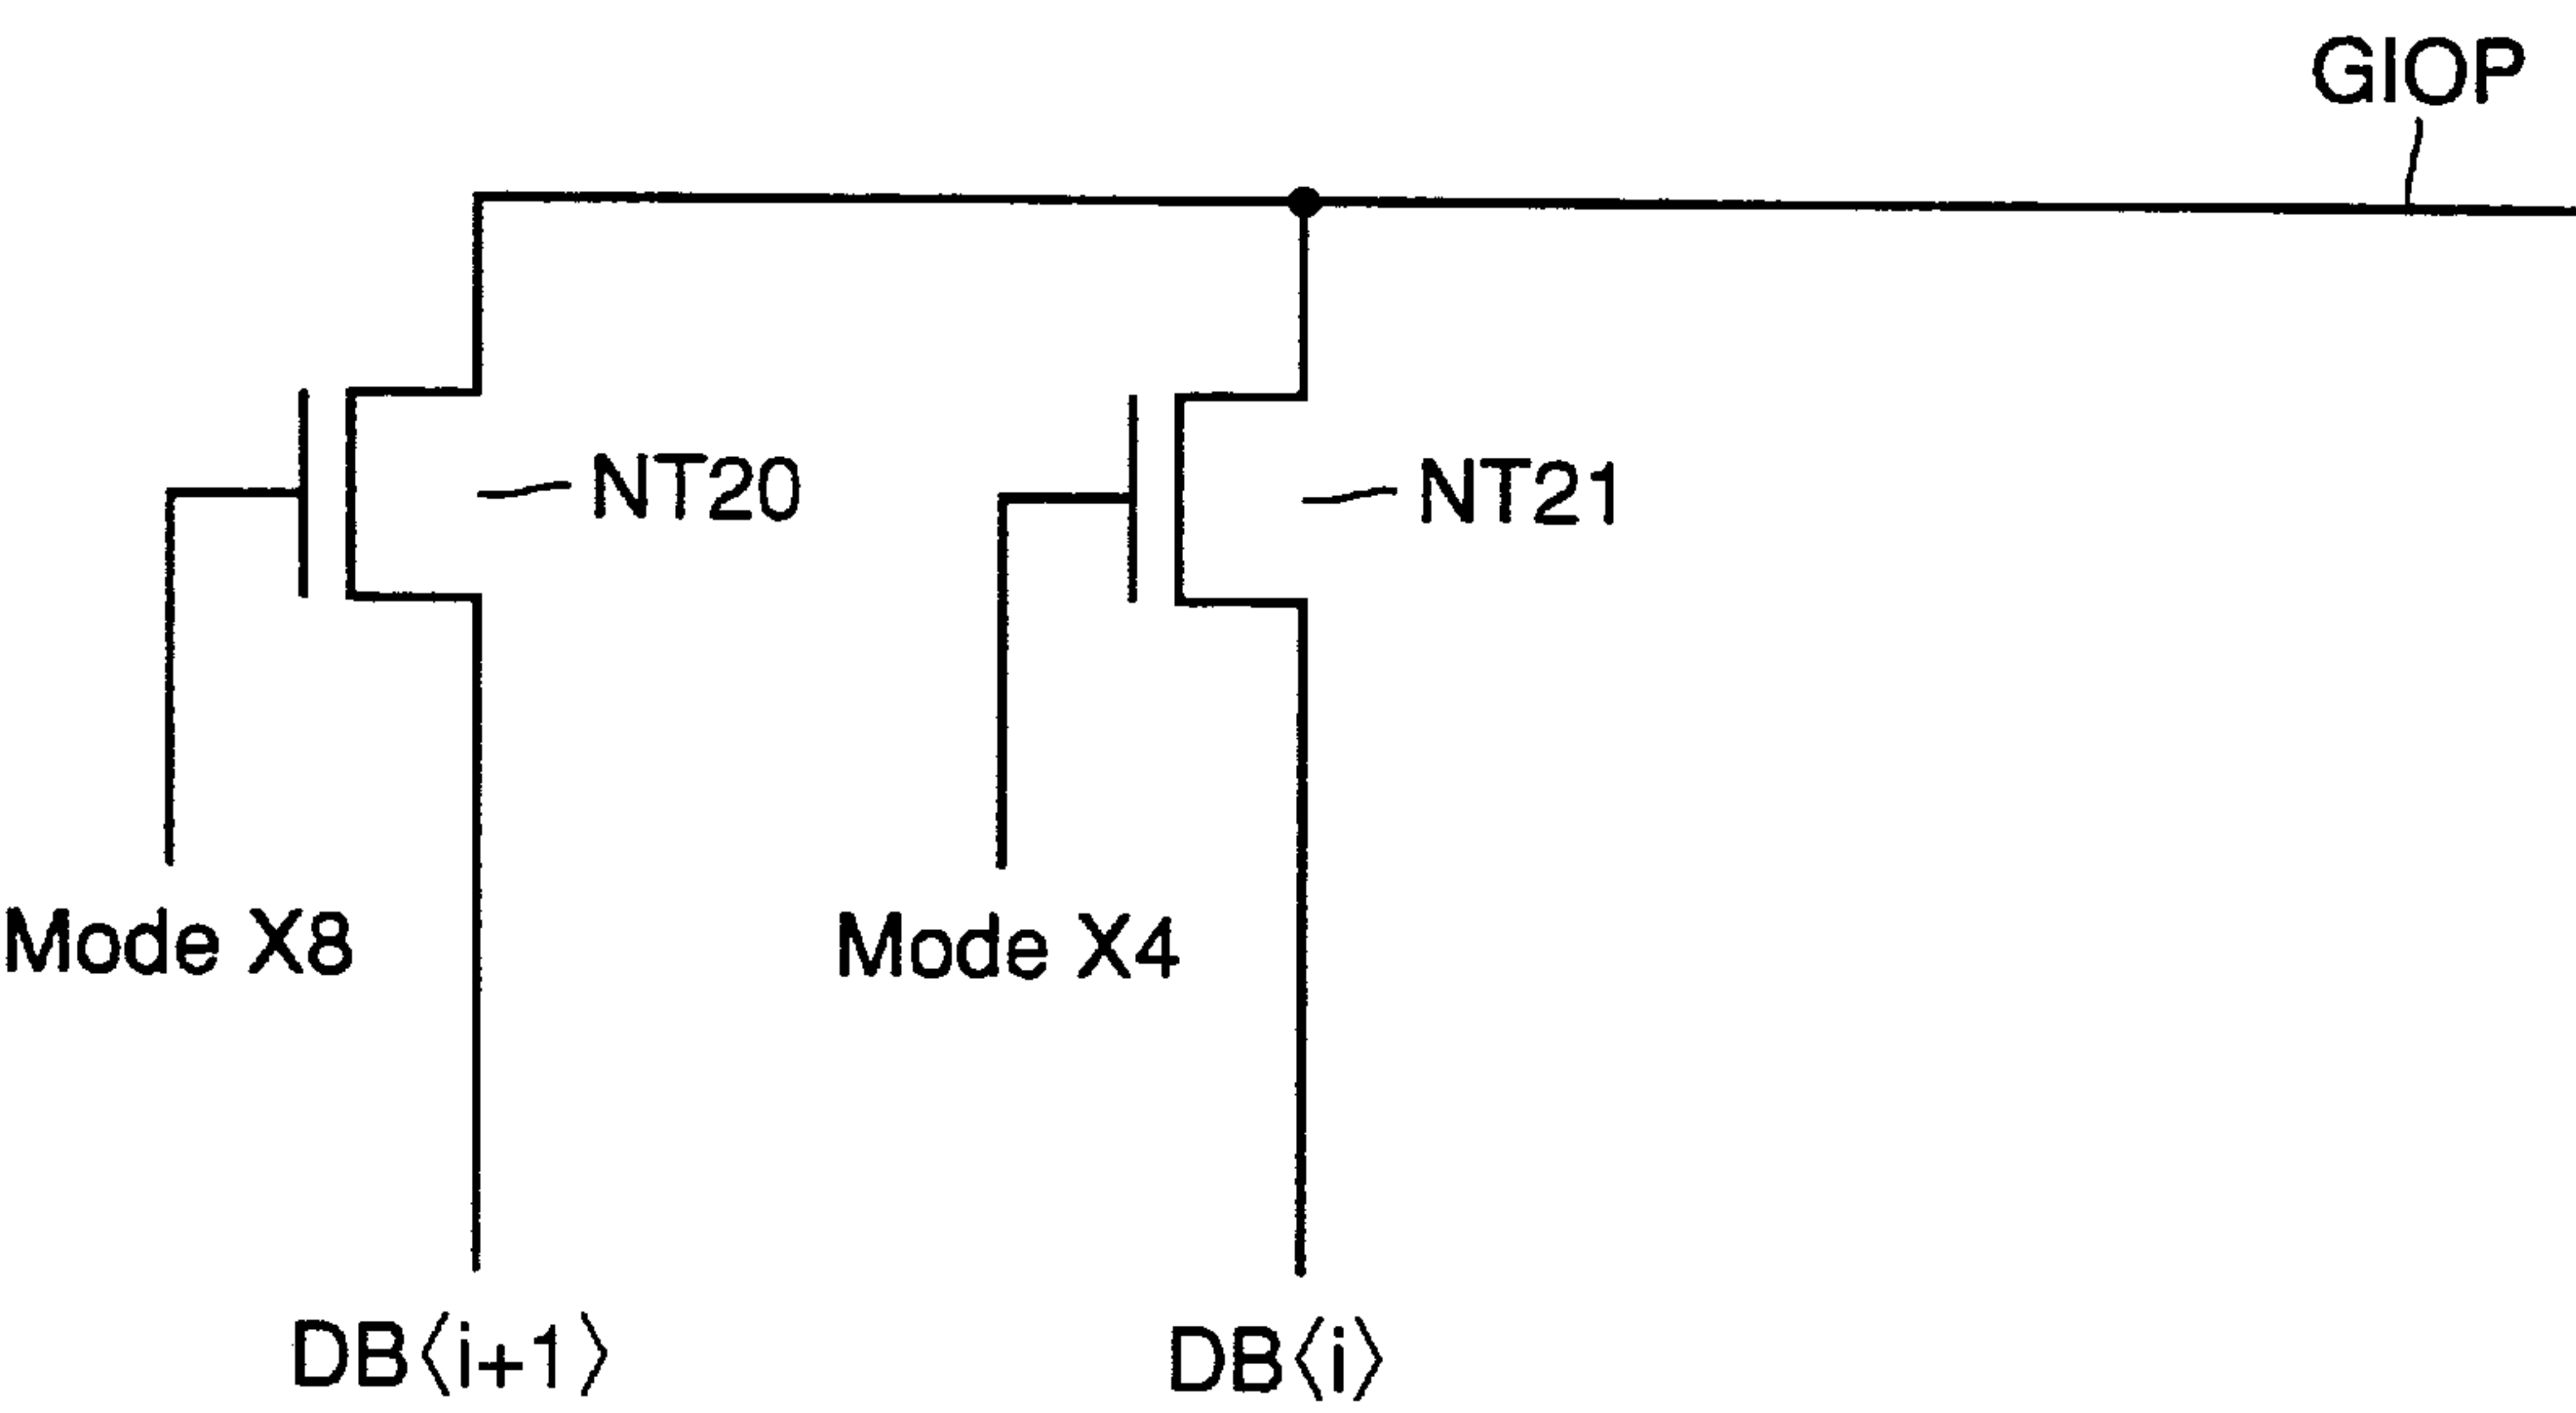 GIOP
NT20
NT21
Mode X8
Mode X4
DB〈i+1〉
DB〈i〉